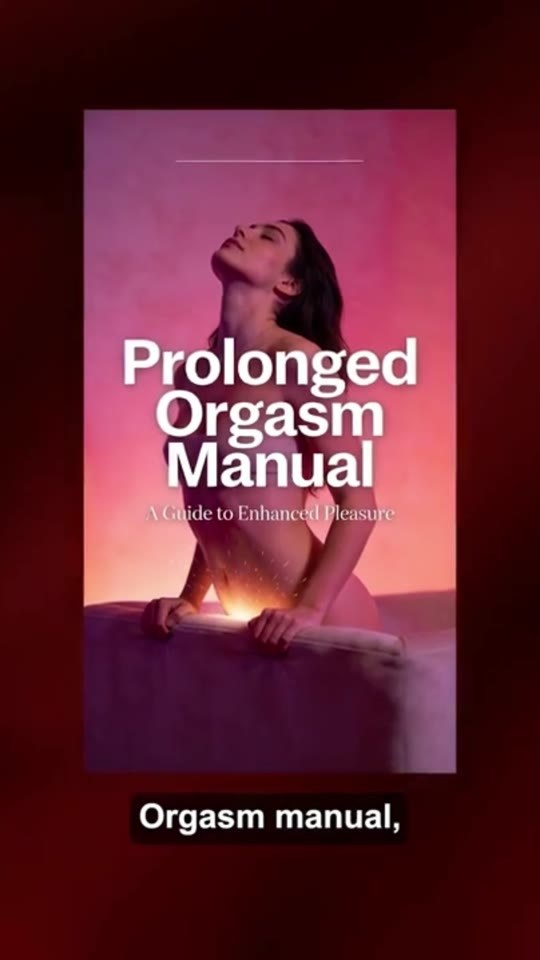 Prolonged
Orgasm
Manual
A Guide to Enhanced Pleasure
Orgasm manual,